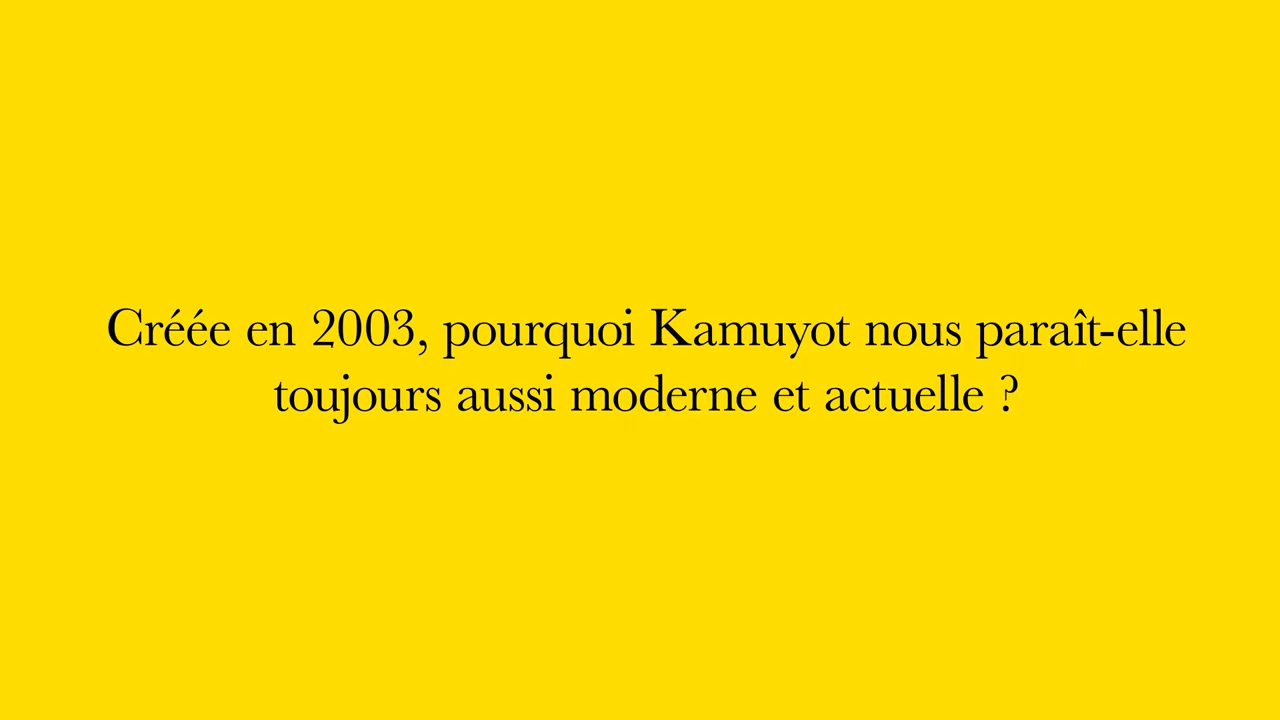 Créée en 2003, pourquoi Kamuyot nous paraît-elle
toujours aussi moderne et actuelle ?